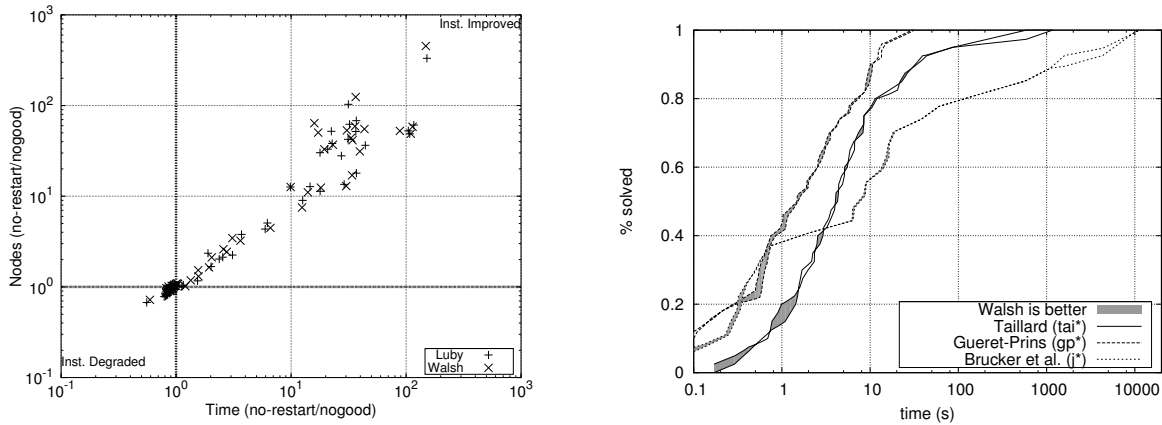 10^3
10^2
10^1
10^0
10^-1
10^-1
10^0
10^1
10^2
10^3
Nodes (no-restart/nogood)
Time (no-restart/nogood)
Inst. Improved
Inst. Degraded
Luby
Walsh
1
0.8
0.6
0.4
0.2
0
0.1
1
10
100
1000
10000
% solved
time (s)
Walsh is better
Taillard (tai*)
Gueret-Prins (gp*)
Brucker et al. (j*)